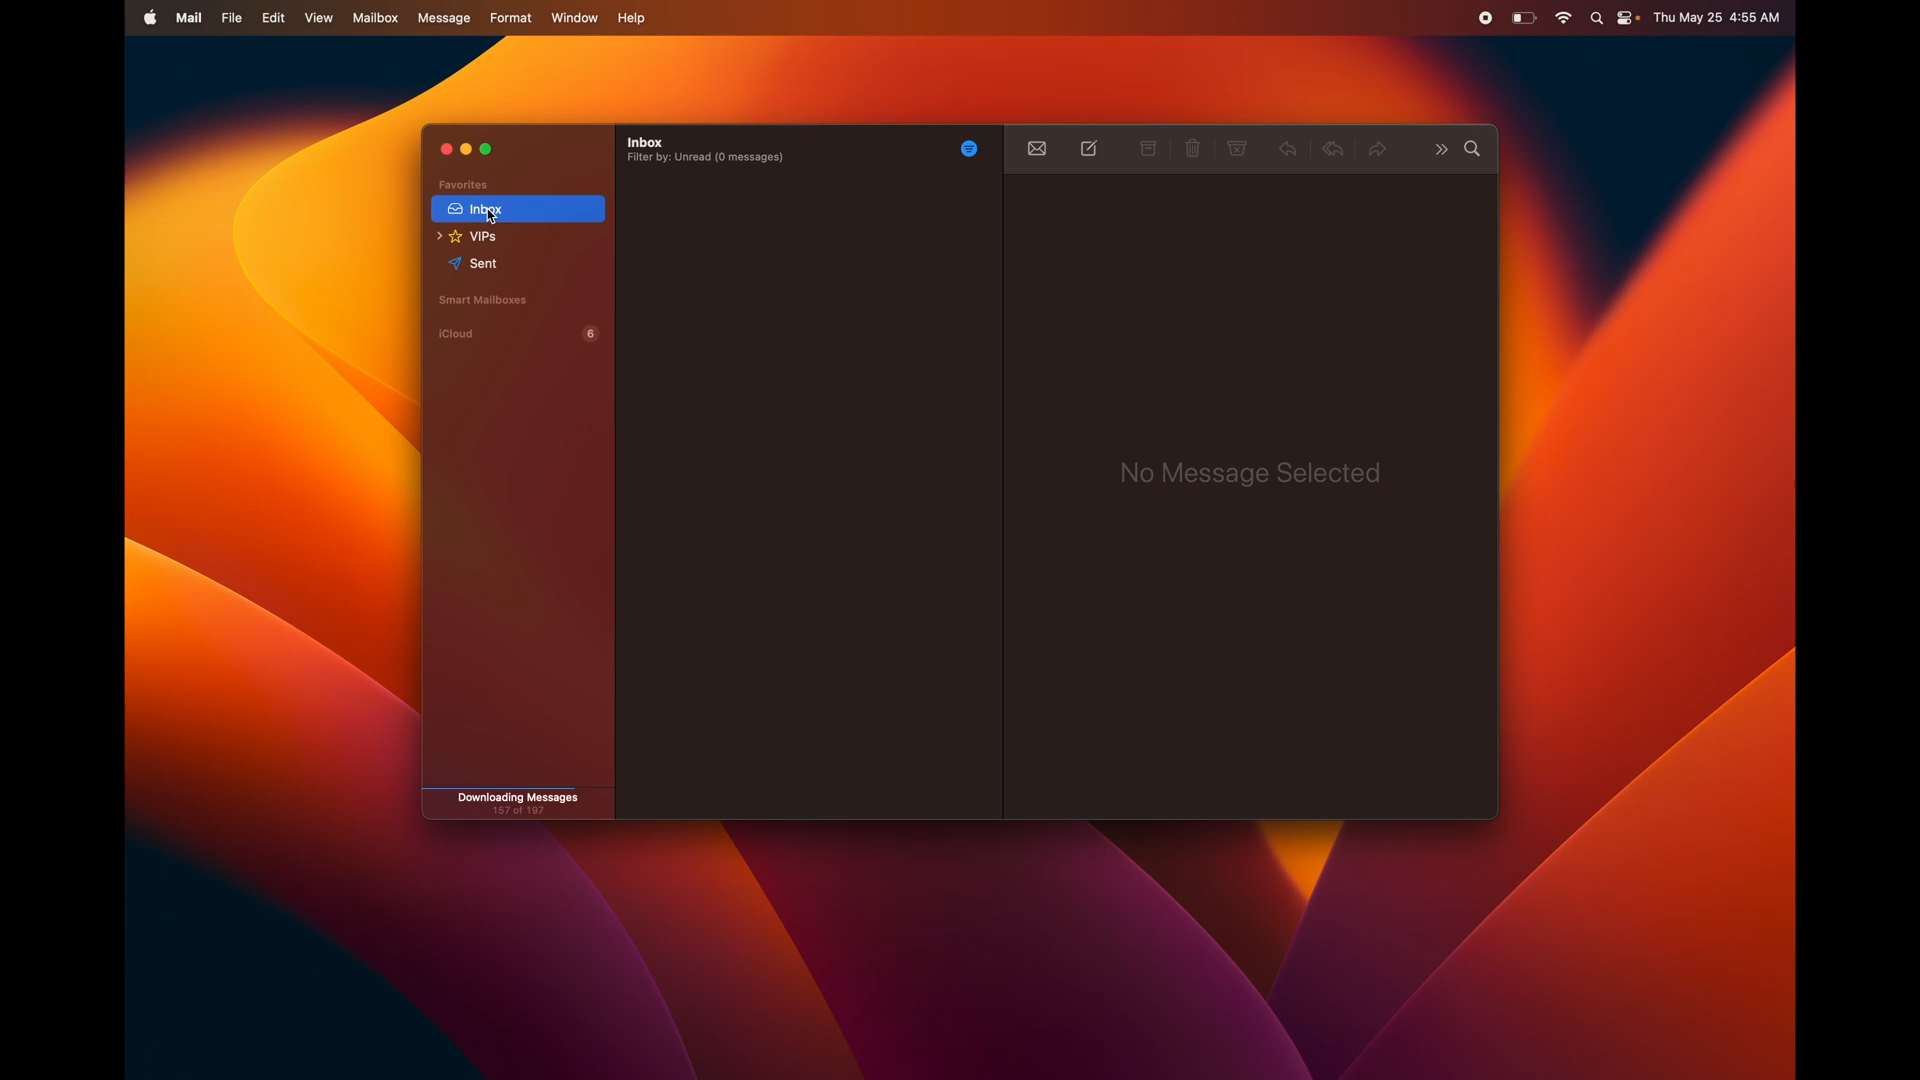 Mail File Edit View Mailbox Message Format Window Help Thu May 25 4:55 AM
Inbox
Filter by: Unread (0 messages)
Favorites
Inbox
VIPs
Sent
Smart Mailboxes
iCloud 6
No Message Selected
Downloading Messages
157 of 197